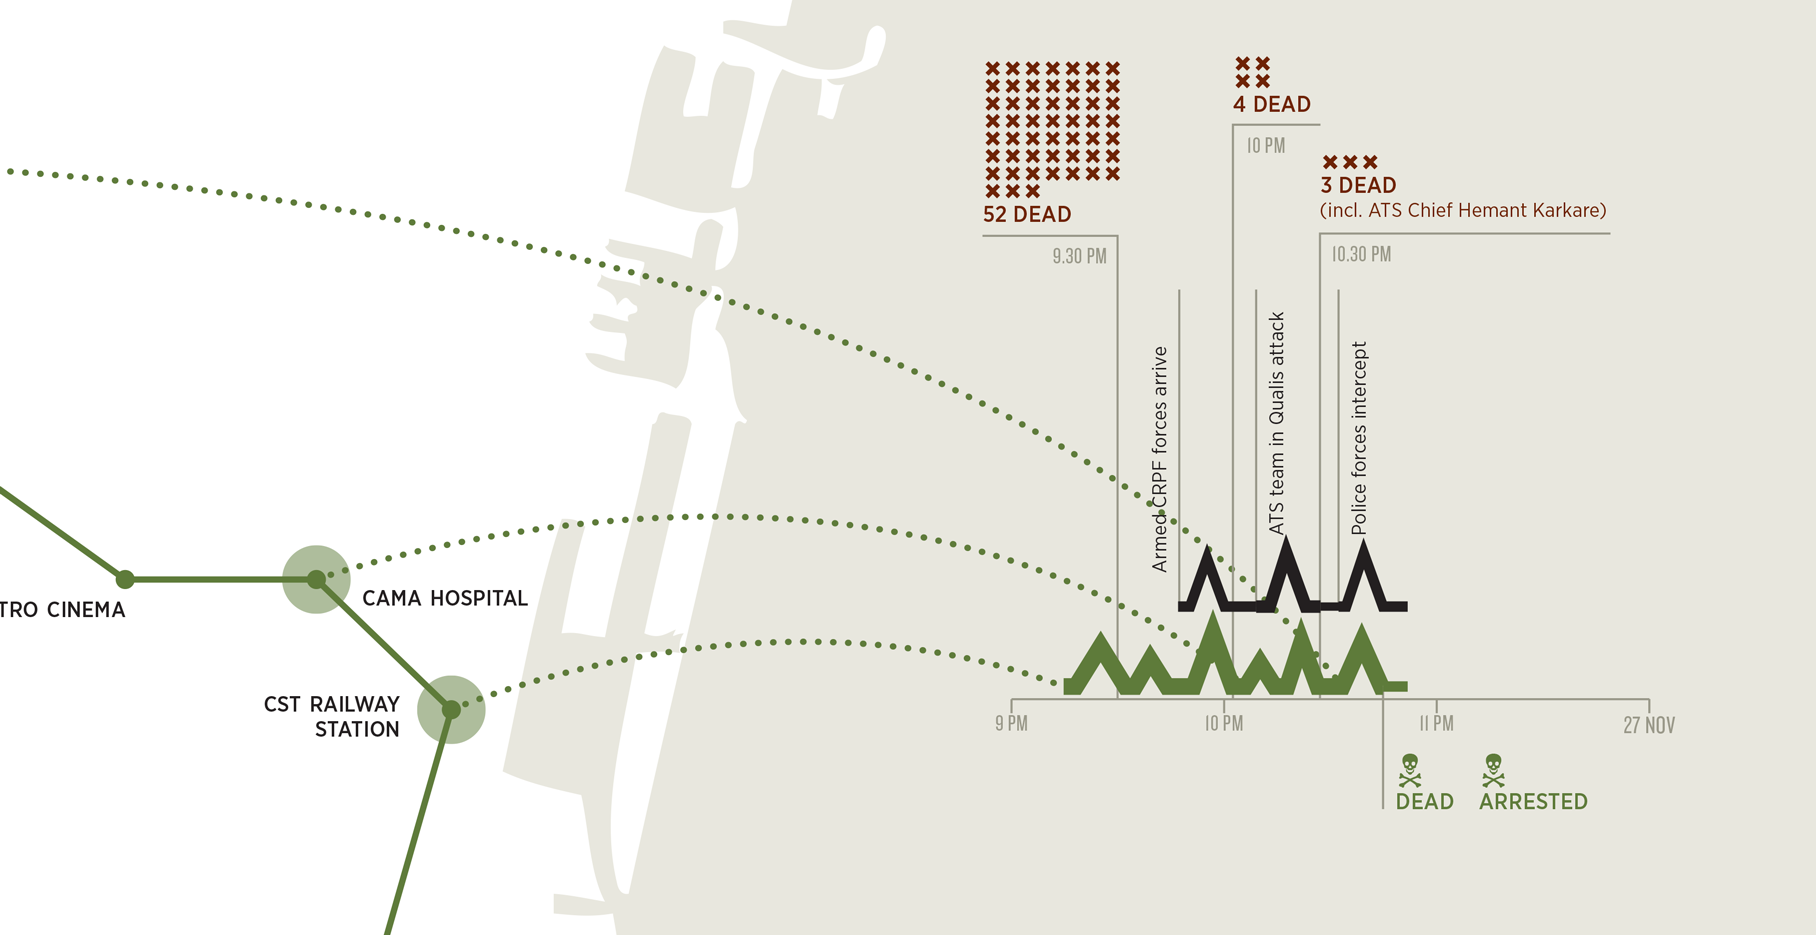 52 DEAD
9.30 PM
4 DEAD
10 PM
3 DEAD
(incl. ATS Chief Hemant Karkare)
10.30 PM
Armed CRPF forces arrive
ATS team in Qualis attack
Police forces intercept
TRO CINEMA
CAMA HOSPITAL
CST RAILWAY
STATION
9 PM
10 PM
11 PM
27 NOV
DEAD
ARRESTED